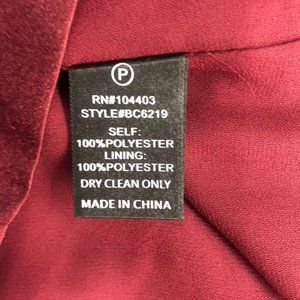 P
RN#104403
STYLE#BC6219
SELF:
100%POLYESTER
LINING:
100%POLYESTER
DRY CLEAN ONLY
MADE IN CHINA